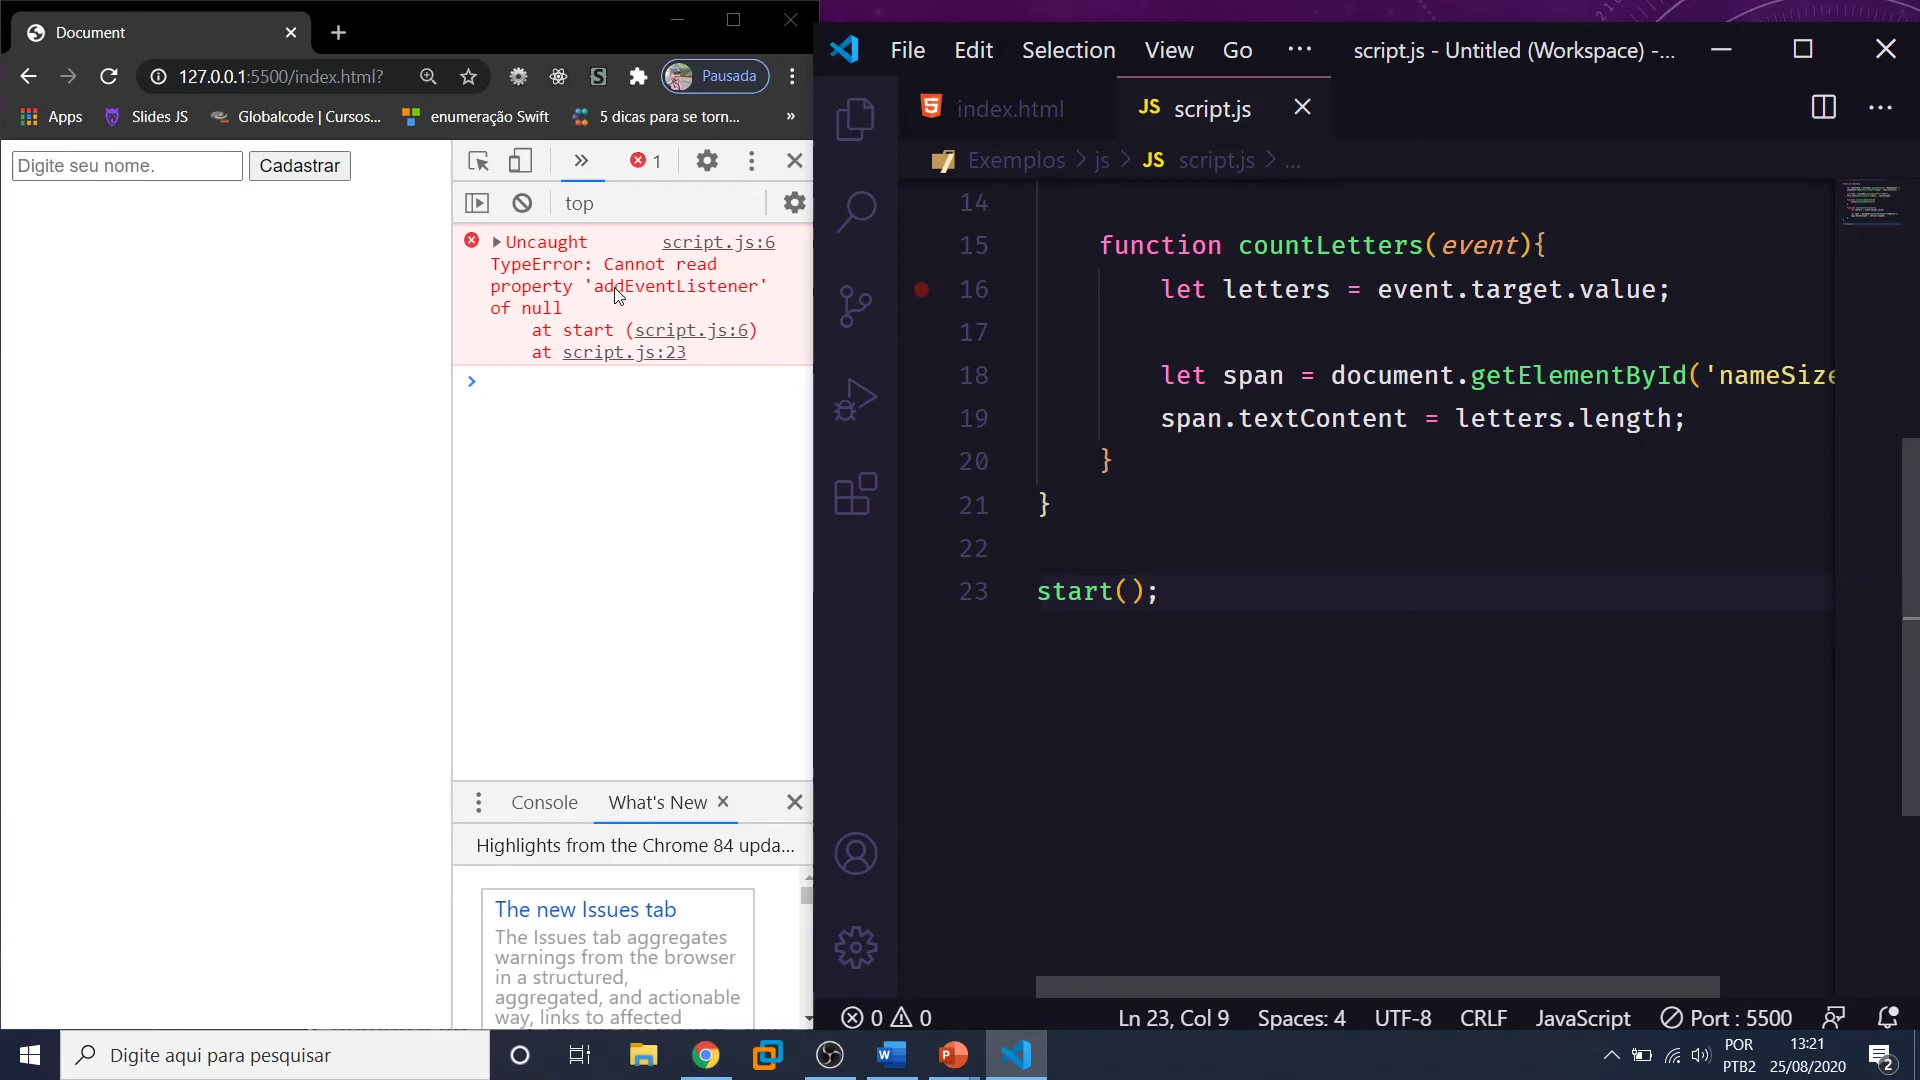 Document
127.0.0.1:5500/index.html?
Pausada
Apps
Slides JS
Globalcode | Cursos...
enumeração Swift
5 dicas para se torn...
»
Digite seu nome.
Cadastrar
1
top
Uncaught script.js:6
TypeError: Cannot read
property 'addEventListener'
of null
at start (script.js:6)
at script.js:23
Console
What's New
Highlights from the Chrome 84 upda...
The new Issues tab
The Issues tab aggregates
warnings from the browser
in a structured,
aggregated, and actionable
way, links to affected
File Edit Selection View Go ...
script.js - Untitled (Workspace) -...
index.html
JS script.js
Exemplos > js > JS script.js > ...
14
15 function countLetters(event){
16 let letters = event.target.value;
17
18 let span = document.getElementById('nameSize
19 span.textContent = letters.length;
20 }
21 }
22
23 start();
0 0
Ln 23, Col 9
Spaces: 4
UTF-8
CRLF
JavaScript
Port : 5500
Digite aqui para pesquisar
POR
PTB2
13:21
25/08/2020
2